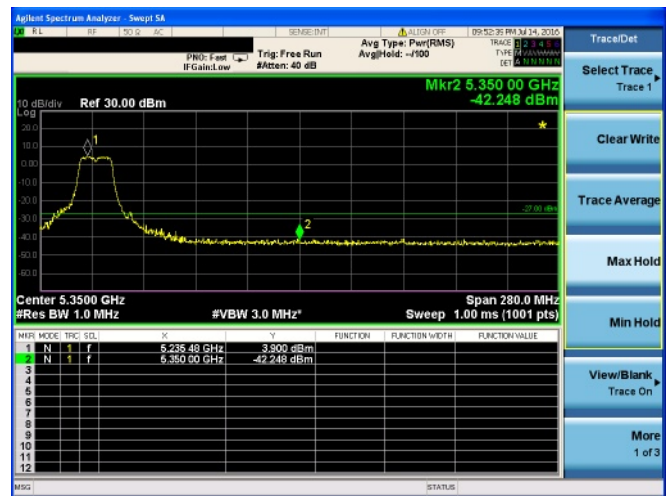 Agilent Spectrum Analyzer - Swept SA
RL RF 50 Ω AC SENSE:INT ALIGN OFF 09:52:35 PM Jul 14, 2016
PNO: Fast
IFGain:Low
Trig: Free Run
#Atten: 40 dB
Avg Type: Pwr(RMS)
Avg|Hold: --/100
TRACE 1 2 3 4 5 6
TYPE
DET A N N N N N
Mkr2 5.350 00 GHz
-42.248 dBm
10 dB/div Ref 30.00 dBm
Log
20.0
10.0
0.00
-10.0
-20.0
-30.0
-40.0
-50.0
-60.0
1
2
-27.00 dBm
Center 5.3500 GHz Span 280.0 MHz
#Res BW 1.0 MHz #VBW 3.0 MHz* Sweep 1.00 ms (1001 pts)
MKR MODE TRC SCL X Y FUNCTION FUNCTION WIDTH FUNCTION VALUE
1 N 1 f 5.235 48 GHz 3.900 dBm
2 N 1 f 5.350 00 GHz -42.248 dBm
3
4
5
6
7
8
9
10
11
12
MSG STATUS
Trace/Det
Select Trace
Trace 1
Clear Write
Trace Average
Max Hold
Min Hold
View/Blank
Trace On
More
1 of 3